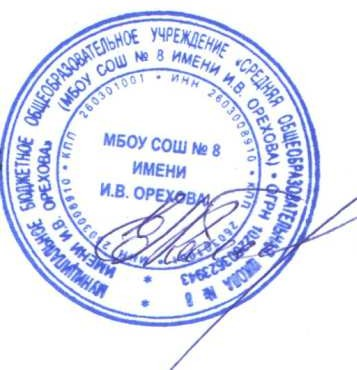 МУНИЦИПАЛЬНОЕ БЮДЖЕТНОЕ ОБЩЕОБРАЗОВАТЕЛЬНОЕ УЧРЕЖДЕНИЕ «СРЕДНЯЯ ОБЩЕОБРАЗОВАТЕЛЬНАЯ ШКОЛА № 8
ИМЕНИ И.В. ОРЕХОВА» (МБОУ СОШ № 8 ИМЕНИ И.В. ОРЕХОВА) * ОГРН
* КПП 260301001 * ИНН 2603008910 * КПП
МБОУ СОШ № 8
ИМЕНИ
И.В. ОРЕХОВА